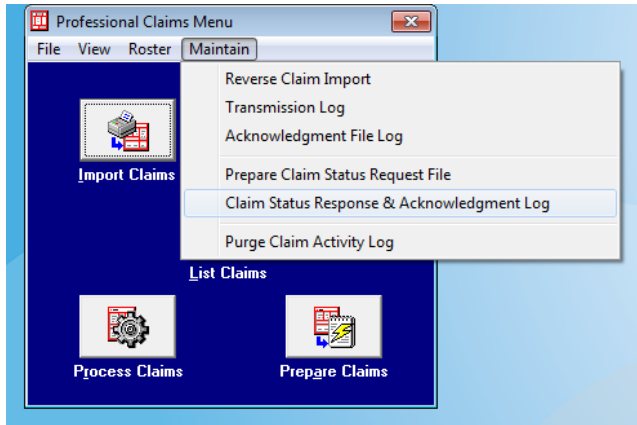 Professional Claims Menu
File View Roster Maintain
Reverse Claim Import
Transmission Log
Acknowledgment File Log
Prepare Claim Status Request File
Claim Status Response & Acknowledgment Log
Purge Claim Activity Log
Import Claims
List Claims
Process Claims
Prepare Claims